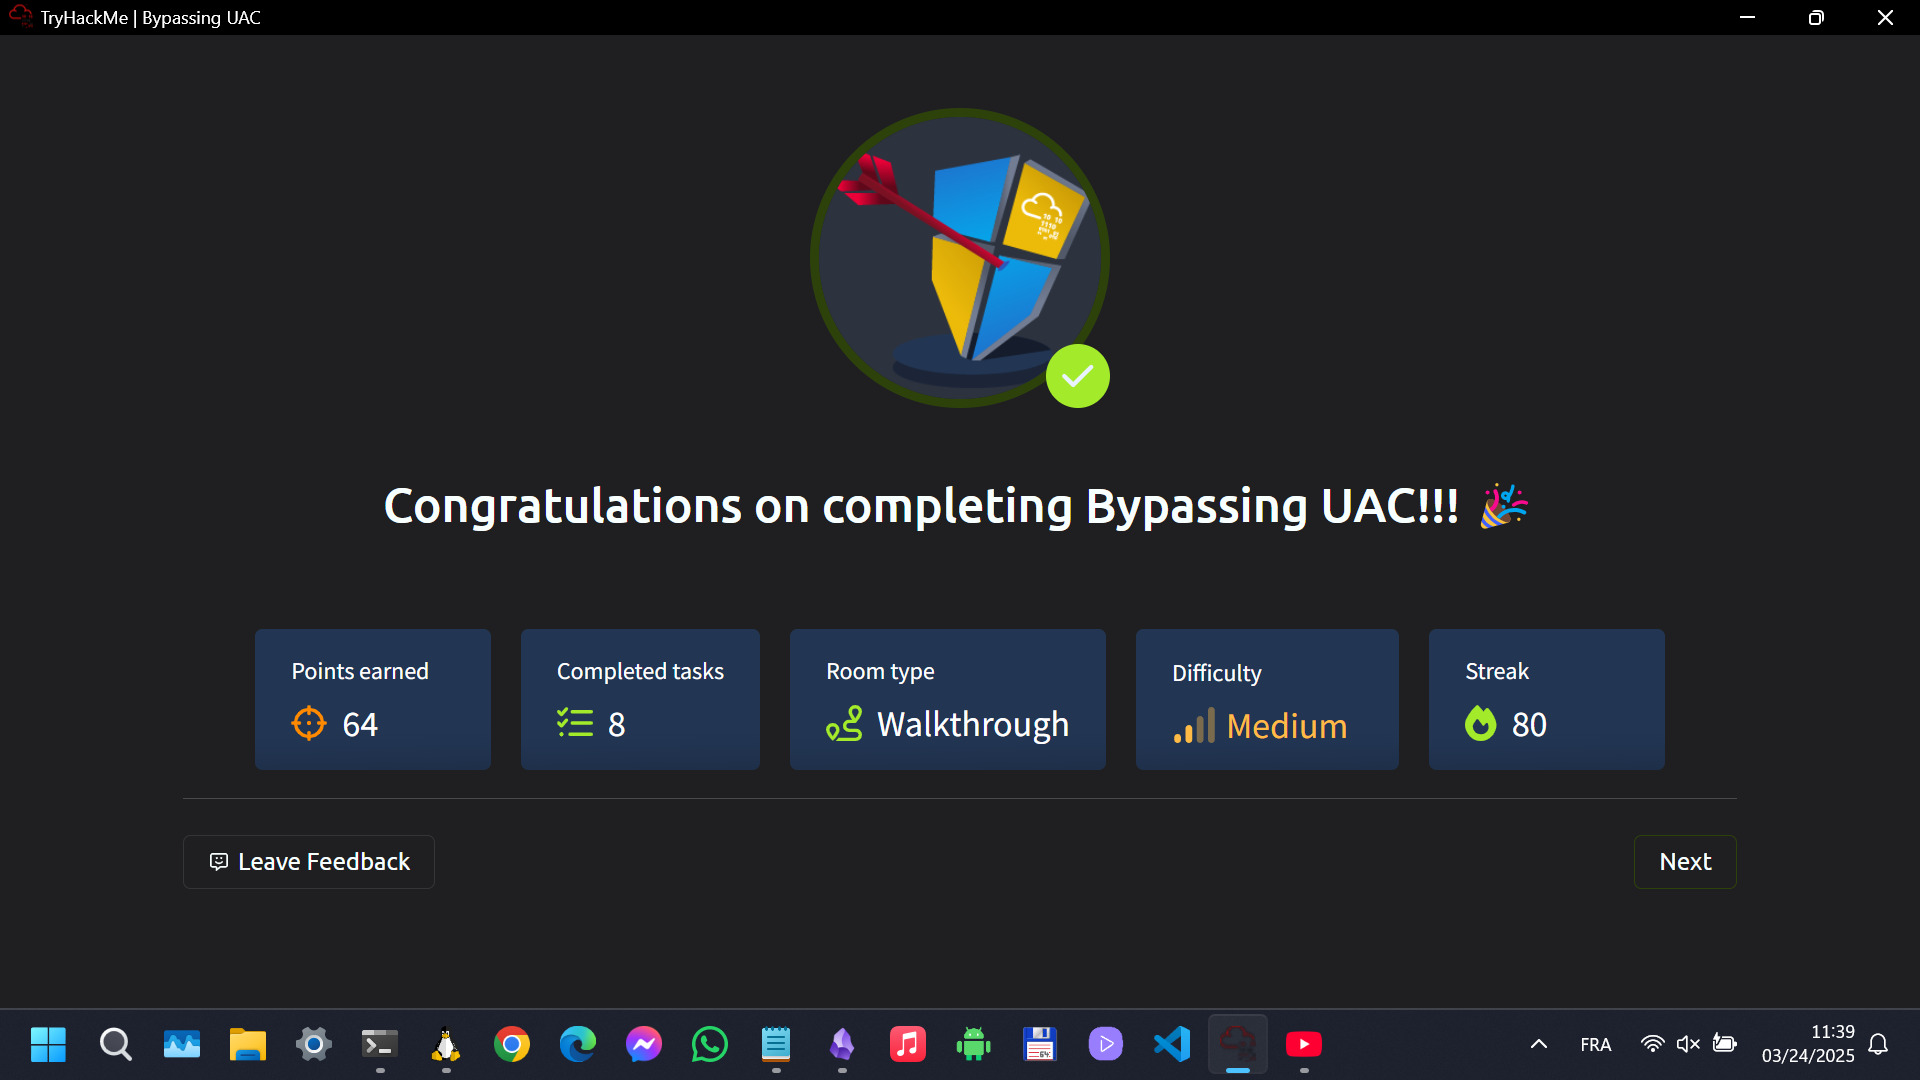 TryHackMe | Bypassing UAC
Congratulations on completing Bypassing UAC!!! 🎉
Points earned
64
Completed tasks
8
Room type
Walkthrough
Difficulty
Medium
Streak
80
Leave Feedback
Next
FRA
11:39
03/24/2025